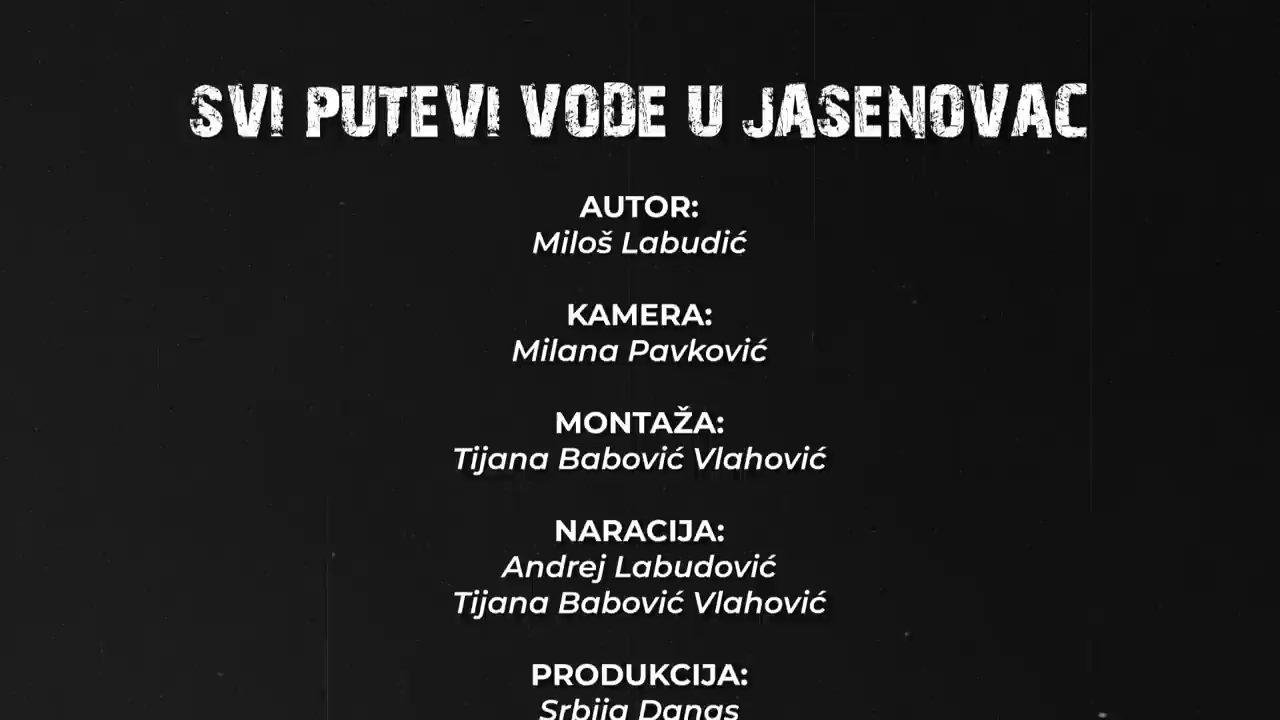 SVI PUTEVI VODE U JASENOVAC
AUTOR:
Miloš Labudić
KAMERA:
Milana Pavković
MONTAŽA:
Tijana Babović Vlahović
NARACIJA:
Andrej Labudović
Tijana Babović Vlahović
PRODUKCIJA:
Srbija Danas